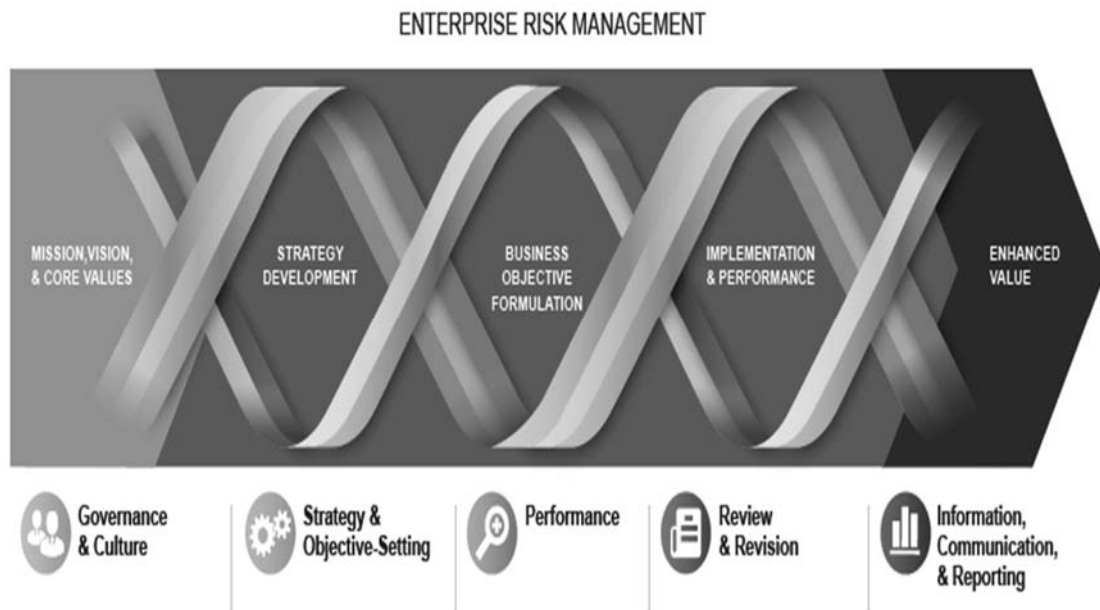 ENTERPRISE RISK MANAGEMENT
MISSION,VISION,
& CORE VALUES
STRATEGY
DEVELOPMENT
BUSINESS
OBJECTIVE
FORMULATION
IMPLEMENTATION
& PERFORMANCE
ENHANCED
VALUE
Governance
& Culture
Strategy &
Objective-Setting
Performance
Review
& Revision
Information,
Communication,
& Reporting